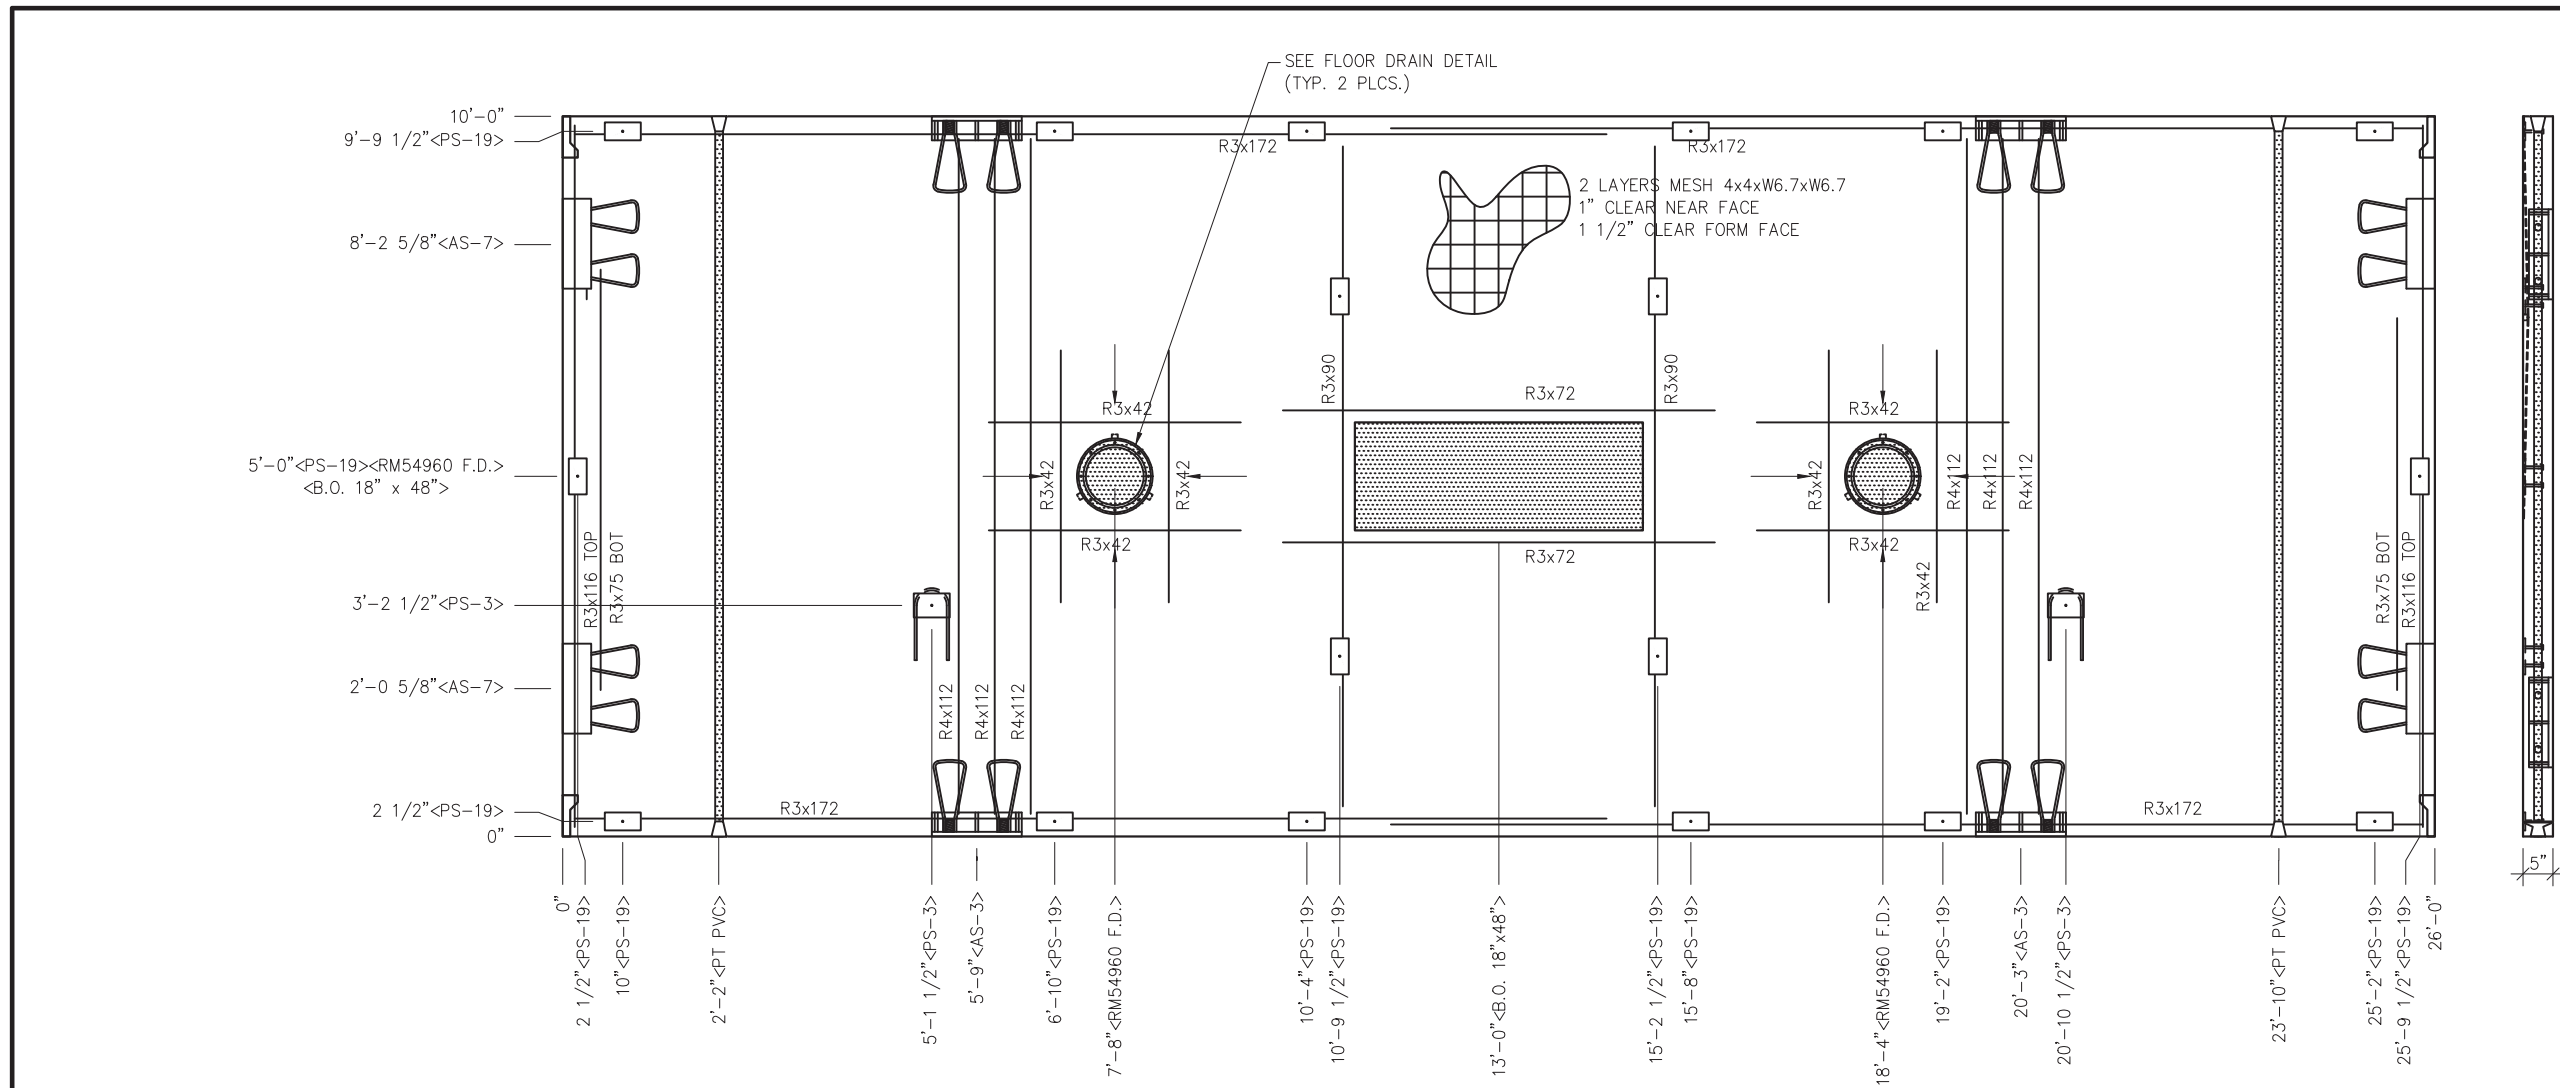 SEE FLOOR DRAIN DETAIL
(TYP. 2 PLCS.)
10'-0"
9'-9 1/2"<PS-19>
R3x172
R3x172
2 LAYERS MESH 4x4xW6.7xW6.7
1" CLEAR NEAR FACE
1 1/2" CLEAR FORM FACE
8'-2 5/8"<AS-7>
R3x90
R3x90
R3x72
R3x42
R3x42
5'-0"<PS-19><RM54960 F.D.>
<B.O. 18" x 48">
R3x42
R3x42
R3x42
R4x112
R4x112
R4x112
R3x42
R3x72
R3x42
R3x116 TOP
R3x75 BOT
R3x42
R3x75 BOT
R3x116 TOP
3'-2 1/2"<PS-3>
2'-0 5/8"<AS-7>
R4x112
R4x112
R4x112
2 1/2"<PS-19>
R3x172
R3x172
0"
5"
0"
2 1/2"<PS-19>
10"<PS-19>
2'-2"<PT PVC>
5'-1 1/2"<PS-3>
5'-9"<AS-3>
6'-10"<PS-19>
7'-8"<RM54960 F.D.>
10'-4"<PS-19>
10'-9 1/2"<PS-19>
13'-0"<B.O. 18"x48">
15'-2 1/2"<PS-19>
15'-8"<PS-19>
18'-4"<RM54960 F.D.>
19'-2"<PS-19>
20'-3"<AS-3>
20'-10 1/2"<PS-3>
23'-10"<PT PVC>
25'-2"<PS-19>
25'-9 1/2"<PS-19>
26'-0"